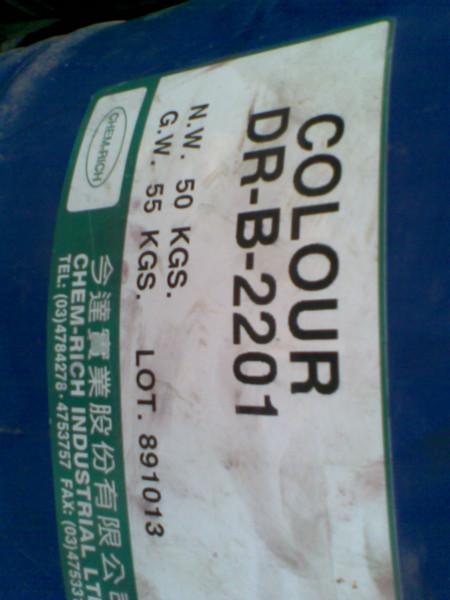 COLOUR
DR-B-2201
N.W. 50 KGS.
G.W. 55 KGS. LOT. 891013
CHEM-RICH
今達實業股份有限公
CHEM-RICH INDUSTRIAL LT
TEL: (03)4784278·4753757 FAX: (03)47533